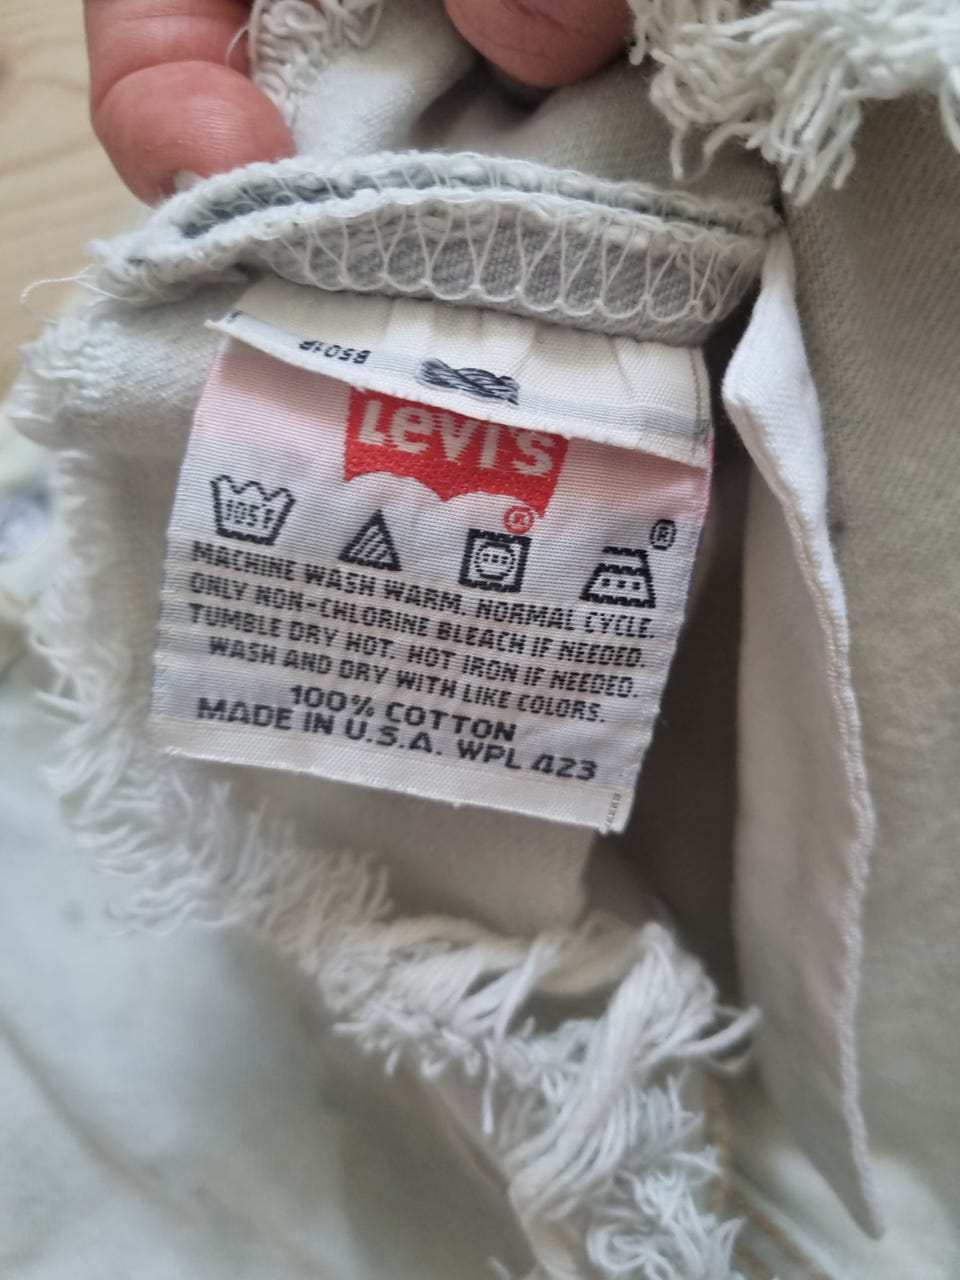 Levi's
®
105F
®
MACHINE WASH WARM. NORMAL CYCLE.
ONLY NON-CHLORINE BLEACH IF NEEDED.
TUMBLE DRY HOT. HOT IRON IF NEEDED.
WASH AND DRY WITH LIKE COLORS.
100% COTTON
MADE IN U.S.A. WPL 423